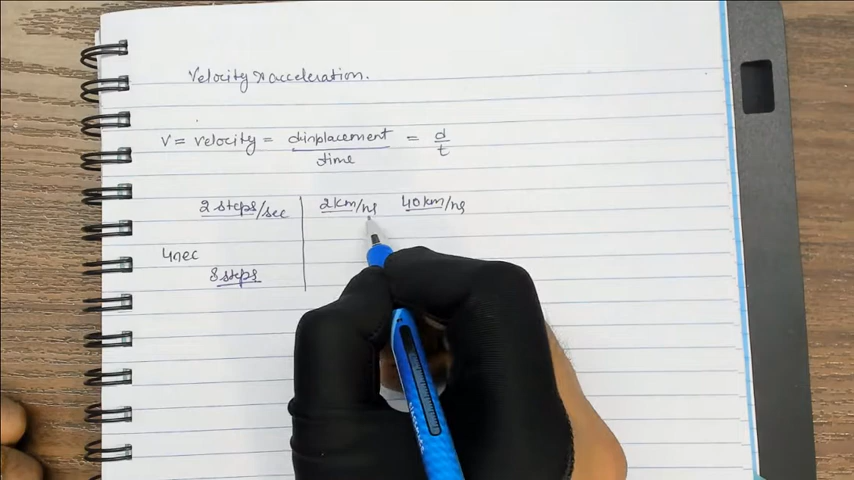 Velocity & acceleration.
V = velocity = displacement / time = d / t
2 steps/sec | 2km/hr 40km/hr
4sec
8 steps